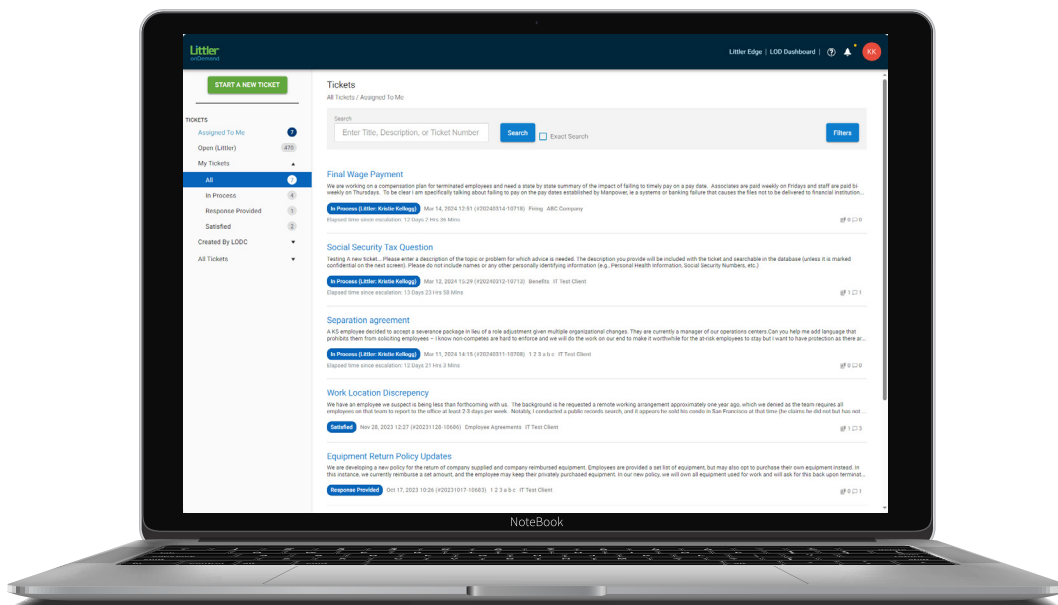 Littler
onDemand
Littler Edge | LOD Dashboard |
KK
START A NEW TICKET
TICKETS
Assigned To Me 7
Open (Littler) 470
My Tickets
All 7
In Process 4
Response Provided 1
Satisfied 2
Created By LODC
All Tickets
Tickets
All Tickets / Assigned To Me
Search
Enter Title, Description, or Ticket Number
Search
Exact Search
Filters
Final Wage Payment
We are working on a compensation plan for terminated employees and need a state by state summary of the impact of failing to timely pay on a pay date. Associates are paid weekly on Fridays and staff are paid bi-
weekly on Thursdays. To be clear I am specifically talking about failing to pay on the pay dates established by Manpower, ie a systems or banking failure that causes the files not to be delivered to financial institution...
In Process (Littler: Kristie Kellogg) Mar 14, 2024 12:51 (#20240314-10718) Firing ABC Company
Elapsed time since escalation: 12 Days 2 Hrs 36 Mins
0 0
Social Security Tax Question
Testing A new ticket... Please enter a description of the topic or problem for which advice is needed. The description you provide will be included with the ticket and searchable in the database (unless it is marked
confidential on the next screen). Please do not include names or any other personally identifying information (e.g., Personal Health Information, Social Security Numbers, etc.)
In Process (Littler: Kristie Kellogg) Mar 12, 2024 15:29 (#20240312-10713) Benefits IT Test Client
Elapsed time since escalation: 13 Days 23 Hrs 58 Mins
1 1
Separation agreement
A KS employee decided to accept a severance package in lieu of a role adjustment given multiple organizational changes. They are currently a manager of our operations centers.Can you help me add language that
prohibits them from soliciting employees – I know non-competes are hard to enforce and we will do the work on our end to make it worthwhile for the at-risk employees to stay but I want to have protection as there ar...
In Process (Littler: Kristie Kellogg) Mar 11, 2024 14:15 (#20240311-10708) 1 2 3 a b c IT Test Client
Elapsed time since escalation: 12 Days 21 Hrs 3 Mins
0 0
Work Location Discrepency
We have an employee we suspect is being less than forthcoming with us. The background is he requested a remote working arrangement approximately one year ago, which we denied as the team requires all
employees on that team to report to the office at least 2-3 days per week. Notably, I conducted a public records search, and it appears he sold his condo in San Francisco at that time (he claims he did not but has not ...
Satisfied Nov 28, 2023 12:27 (#20231128-10686) Employee Agreements IT Test Client
1 3
Equipment Return Policy Updates
We are developing a new policy for the return of company supplied and company reimbursed equipment. Employees are provided a set list of equipment, but may also opt to purchase their own equipment instead. In
this instance, we currently reimburse a set amount, and the employee may keep their privately purchased equipment. In our new policy, we will own all equipment used for work and will ask for this back upon terminat...
Response Provided Oct 17, 2023 10:26 (#20231017-10683) 1 2 3 a b c IT Test Client
0 1
NoteBook